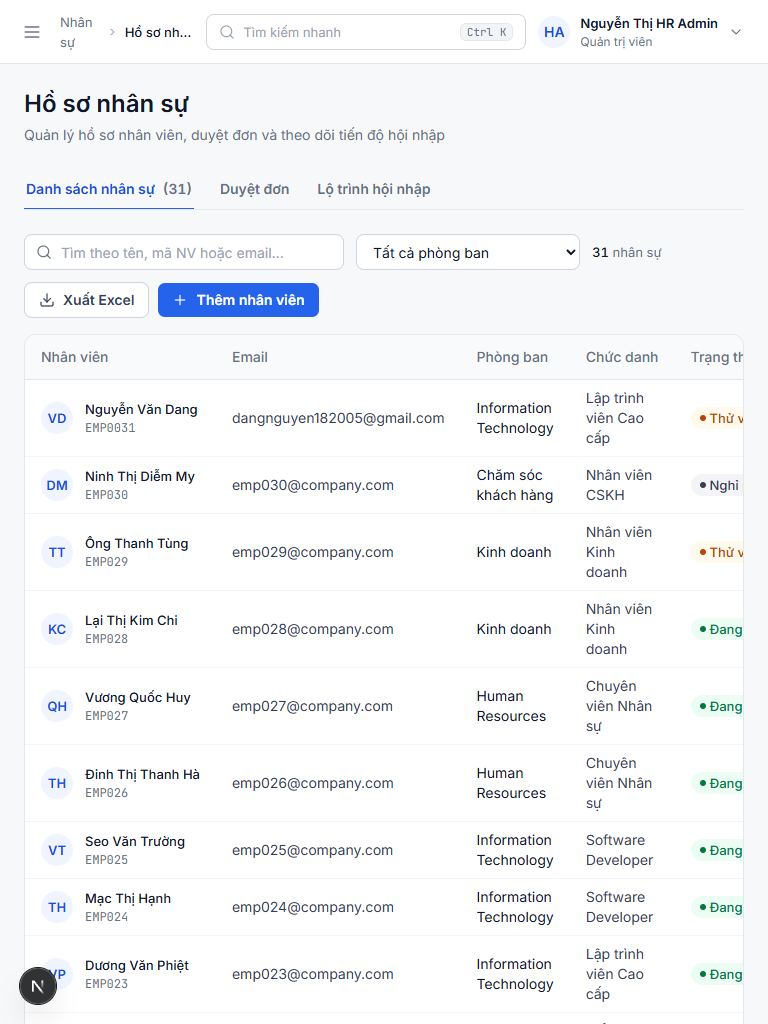 Nhân sự
Hồ sơ nh...
Tìm kiếm nhanh
Ctrl K
HA
Nguyễn Thị HR Admin
Quản trị viên
Hồ sơ nhân sự
Quản lý hồ sơ nhân viên, duyệt đơn và theo dõi tiến độ hội nhập
Danh sách nhân sự (31)
Duyệt đơn
Lộ trình hội nhập
Tìm theo tên, mã NV hoặc email...
Tất cả phòng ban
31 nhân sự
Xuất Excel
Thêm nhân viên
Nhân viên
Email
Phòng ban
Chức danh
Trạng th
VD
Nguyễn Văn Dang
EMP0031
dangnguyen182005@gmail.com
Information
Technology
Lập trình
viên Cao
cấp
Thử v
DM
Ninh Thị Diễm My
EMP030
emp030@company.com
Chăm sóc
khách hàng
Nhân viên
CSKH
Nghỉ
TT
Ông Thanh Tùng
EMP029
emp029@company.com
Kinh doanh
Nhân viên
Kinh
doanh
Thử v
KC
Lại Thị Kim Chi
EMP028
emp028@company.com
Kinh doanh
Nhân viên
Kinh
doanh
Đang
QH
Vương Quốc Huy
EMP027
emp027@company.com
Human
Resources
Chuyên
viên Nhân
sự
Đang
TH
Đinh Thị Thanh Hà
EMP026
emp026@company.com
Human
Resources
Chuyên
viên Nhân
sự
Đang
VT
Seo Văn Trường
EMP025
emp025@company.com
Information
Technology
Software
Developer
Đang
TH
Mạc Thị Hạnh
EMP024
emp024@company.com
Information
Technology
Software
Developer
Đang
VP
Dương Văn Phiệt
EMP023
emp023@company.com
Information
Technology
Lập trình
viên Cao
cấp
Đang
N